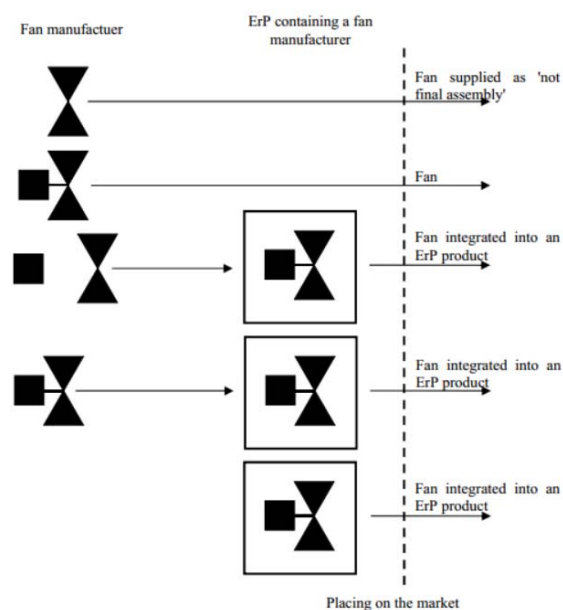 Fan manufactuer
ErP containing a fan
manufacturer
Fan supplied as 'not
final assembly'
Fan
Fan integrated into an
ErP product
Fan integrated into an
ErP product
Fan integrated into an
ErP product
Placing on the market